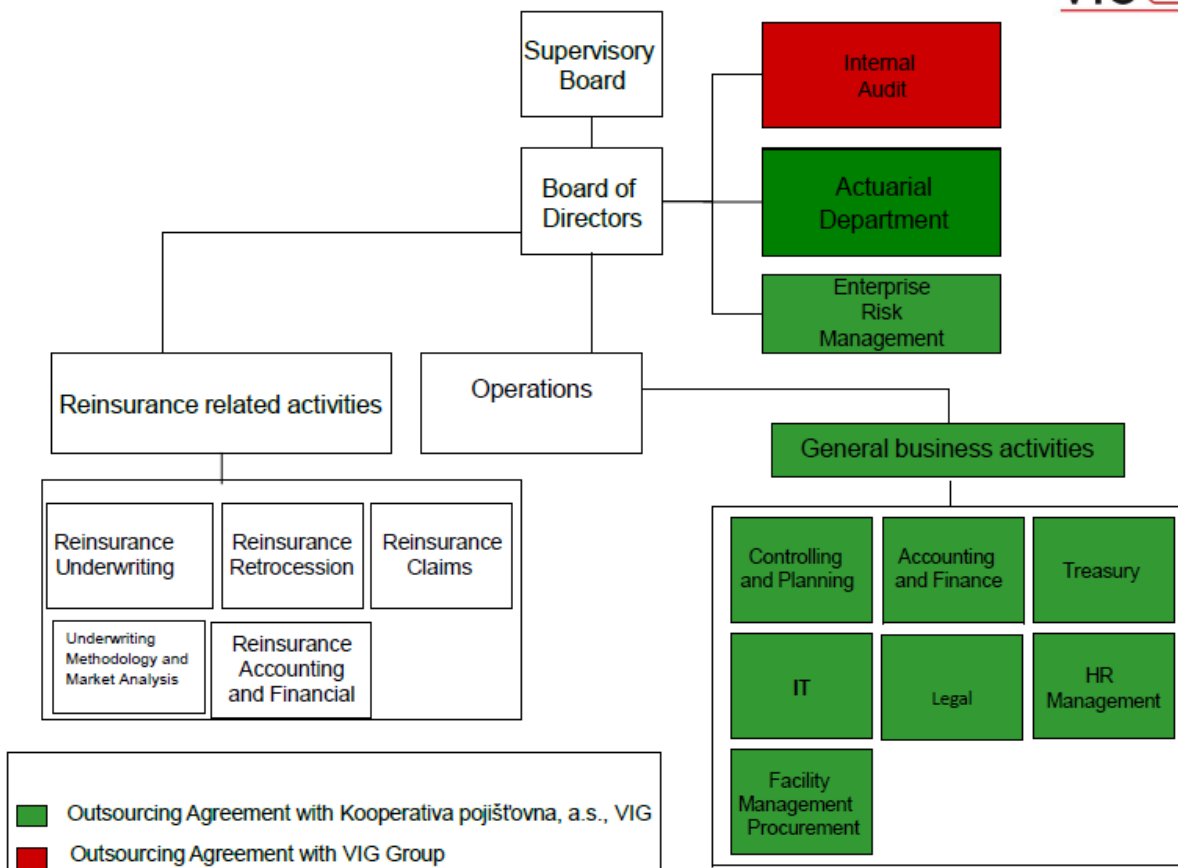 Supervisory
Board
Internal
Audit
Board of
Directors
Actuarial
Department
Enterprise
Risk
Management
Reinsurance related activities
Operations
General business activities
Reinsurance
Underwriting
Reinsurance
Retrocession
Reinsurance
Claims
Underwriting
Methodology and
Market Analysis
Reinsurance
Accounting
and Financial
Controlling
and Planning
Accounting
and Finance
Treasury
IT
Legal
HR
Management
Facility
Management
Procurement
Outsourcing Agreement with Kooperativa pojišťovna, a.s., VIG
Outsourcing Agreement with VIG Group